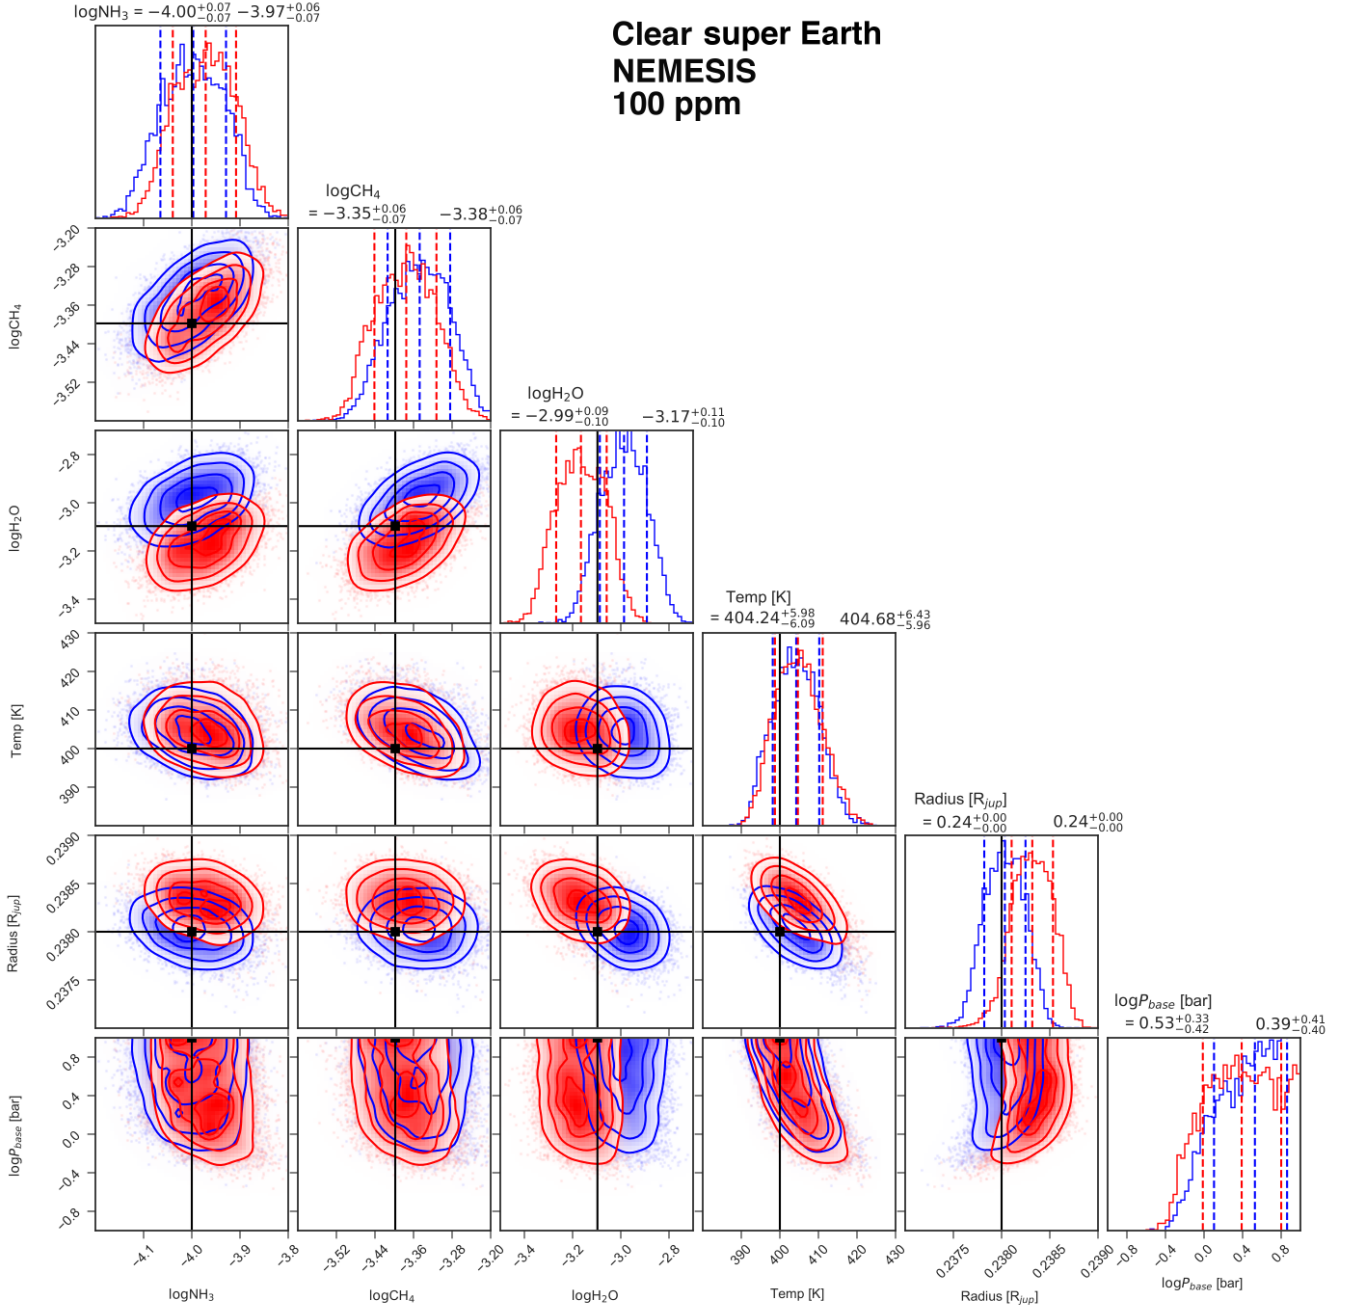 logNH₃ = −4.00+0.07−0.07 −3.97+0.06−0.07
Clear super Earth
NEMESIS
100 ppm
logCH₄
= −3.35+0.06−0.07 −3.38+0.06−0.07
−3.20
−3.28
−3.36
−3.44
−3.52
logCH₄
logH₂O
= −2.99+0.09−0.10 −3.17+0.11−0.10
−2.8
−3.0
−3.2
−3.4
logH₂O
Temp [K]
= 404.24+5.98−6.09 404.68+6.43−5.96
430
420
410
400
390
Temp [K]
Radius [Rjup]
= 0.24+0.00−0.00 0.24+0.00−0.00
0.2390
0.2385
0.2380
0.2375
Radius [Rjup]
logPbase [bar]
= 0.53+0.33−0.42 0.39+0.41−0.40
0.8
0.4
0.0
−0.4
−0.8
logPbase [bar]
−4.1 −4.0 −3.9 −3.8 −3.52 −3.44 −3.36 −3.28 −3.20 −3.4 −3.2 −3.0 −2.8 390 400 410 420 430 0.2375 0.2380 0.2385 0.2390 −0.8 −0.4 0.0 0.4 0.8
logNH₃ logCH₄ logH₂O Temp [K] Radius [Rjup] logPbase [bar]